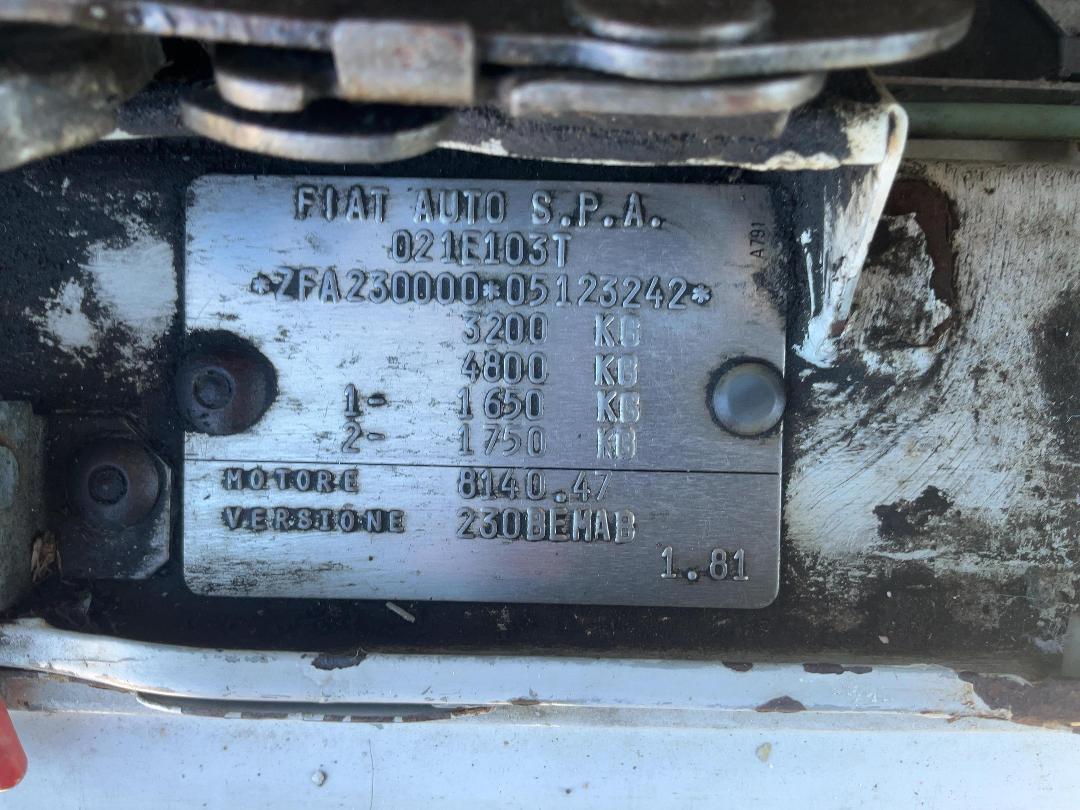 FIAT AUTO S.P.A.
A791
021E103T
*ZFA230000*05123242*
3200 KG
4800 KG
1- 1650 KG
2- 1750 KG
MOTORE 8140.47
VERSIONE 230BEMAB
1.81